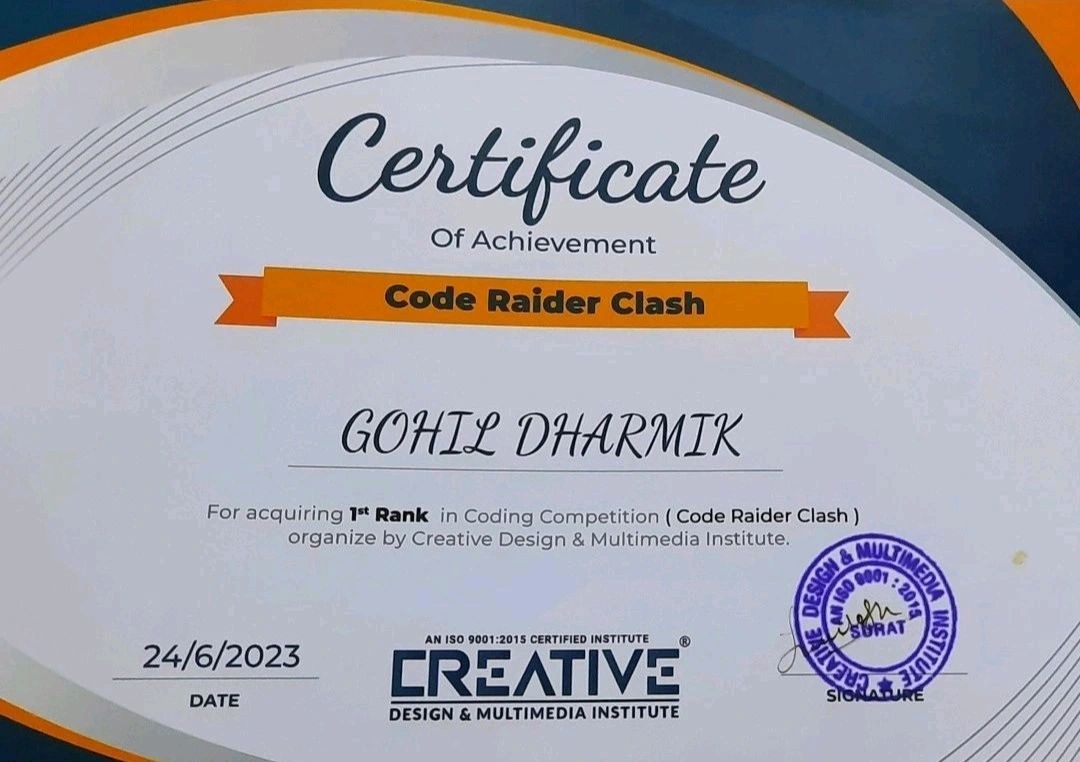 Certificate
Of Achievement
Code Raider Clash
GOHIL DHARMIK
For acquiring 1st Rank in Coding Competition ( Code Raider Clash )
organize by Creative Design & Multimedia Institute.
24/6/2023
DATE
AN ISO 9001:2015 CERTIFIED INSTITUTE
CREATIVE ®
DESIGN & MULTIMEDIA INSTITUTE
CREATIVE DESIGN & MULTIMEDIA INSTITUTE
AN ISO 9001 : 2015
SURAT
SIGNATURE